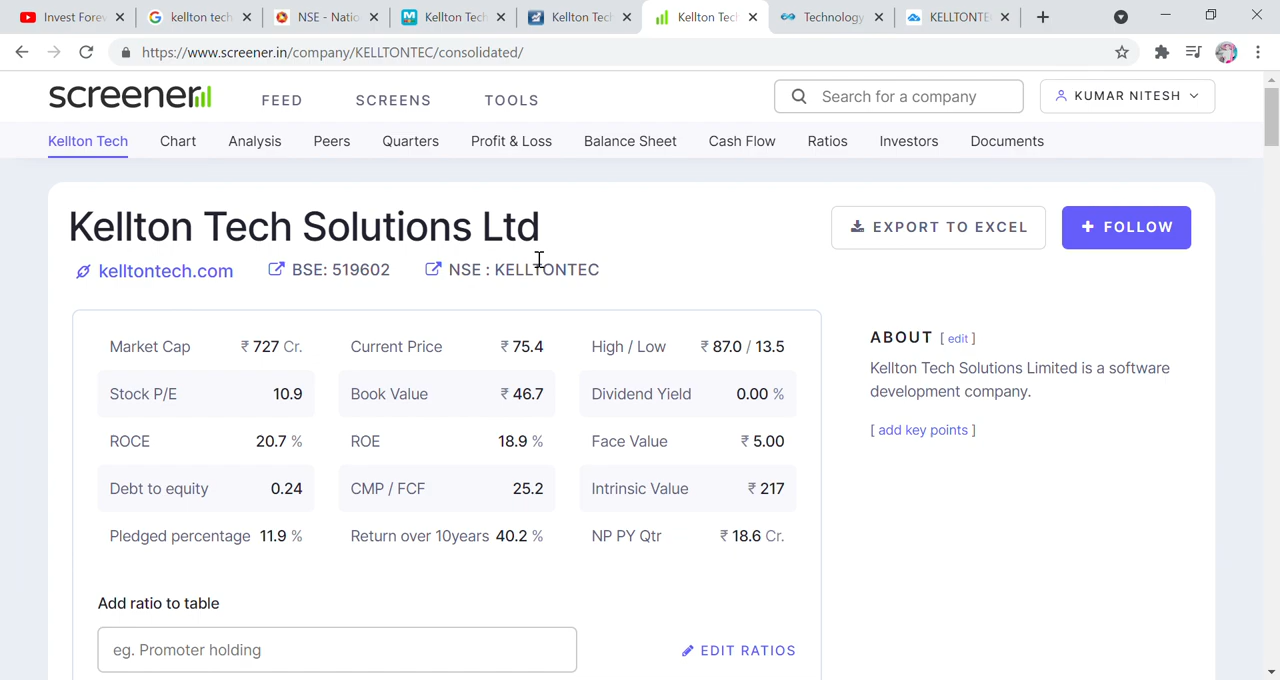 Invest Forev
kellton tech
NSE - Natio
Kellton Tech
Kellton Tech
Kellton Tech
Technology
KELLTONTE
https://www.screener.in/company/KELLTONTEC/consolidated/
screener
FEED
SCREENS
TOOLS
Search for a company
KUMAR NITESH
Kellton Tech
Chart
Analysis
Peers
Quarters
Profit & Loss
Balance Sheet
Cash Flow
Ratios
Investors
Documents
Kellton Tech Solutions Ltd
EXPORT TO EXCEL
+ FOLLOW
kelltontech.com
BSE: 519602
NSE : KELLTONTEC
Market Cap ₹ 727 Cr.
Current Price ₹ 75.4
High / Low ₹ 87.0 / 13.5
Stock P/E 10.9
Book Value ₹ 46.7
Dividend Yield 0.00 %
ROCE 20.7 %
ROE 18.9 %
Face Value ₹ 5.00
Debt to equity 0.24
CMP / FCF 25.2
Intrinsic Value ₹ 217
Pledged percentage 11.9 %
Return over 10years 40.2 %
NP PY Qtr ₹ 18.6 Cr.
ABOUT [ edit ]
Kellton Tech Solutions Limited is a software
development company.
[ add key points ]
Add ratio to table
eg. Promoter holding
EDIT RATIOS